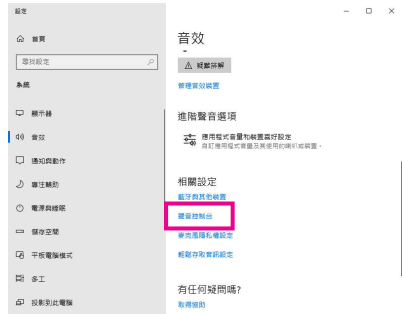 設定
首頁
尋找設定
系統
顯示器
音效
通知與動作
專注輔助
電源與睡眠
儲存空間
平板電腦模式
多工
投影到此電腦
音效
疑難排解
管理音效裝置
進階聲音選項
應用程式音量和裝置喜好設定
自訂應用程式音量及其使用的喇叭或裝置。
相關設定
藍牙與其他裝置
聲音控制台
麥克風隱私權設定
輕鬆存取音訊設定
有任何疑問嗎?
取得協助